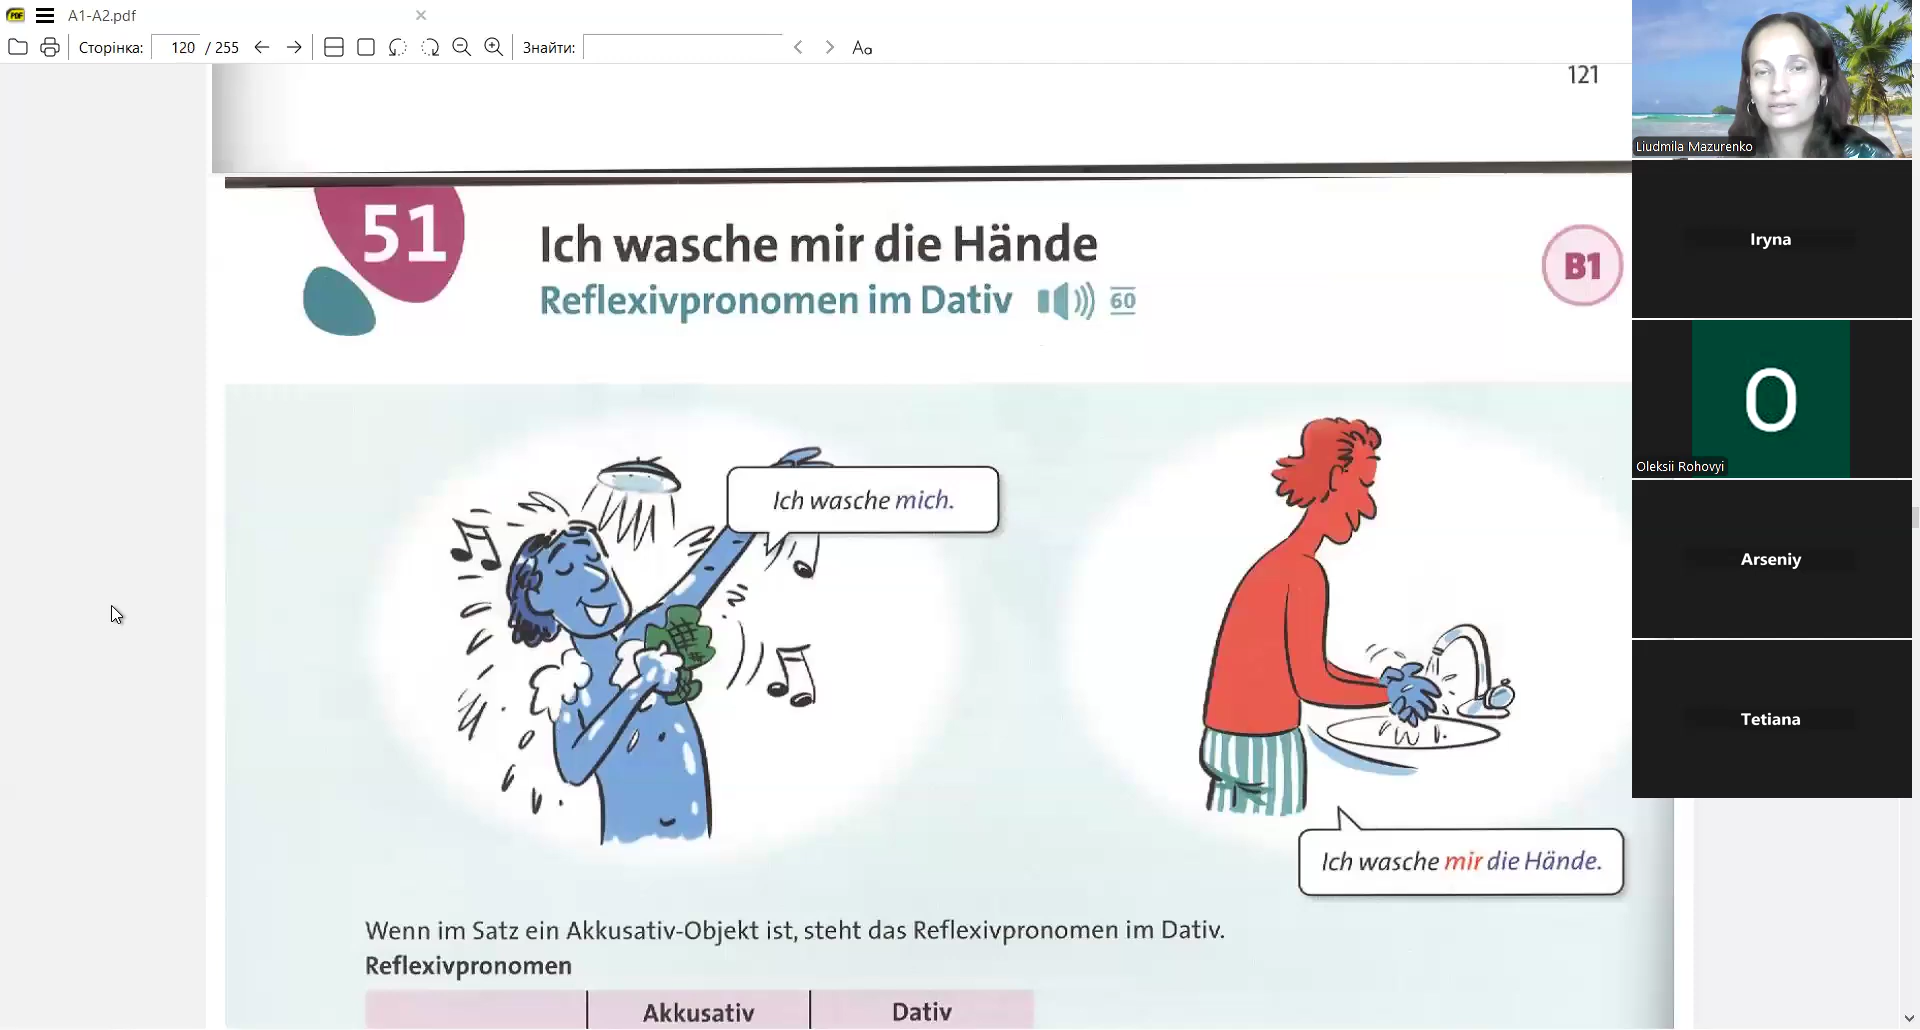 A1-A2.pdf
Сторінка: 120 / 255
Знайти:
Aa
121
51
Ich wasche mir die Hände
Reflexivpronomen im Dativ 60
B1
Ich wasche mich.
Ich wasche mir die Hände.
Wenn im Satz ein Akkusativ-Objekt ist, steht das Reflexivpronomen im Dativ.
Reflexivpronomen
Akkusativ Dativ
Liudmila Mazurenko
Iryna
O
Oleksii Rohovyi
Arseniy
Tetiana